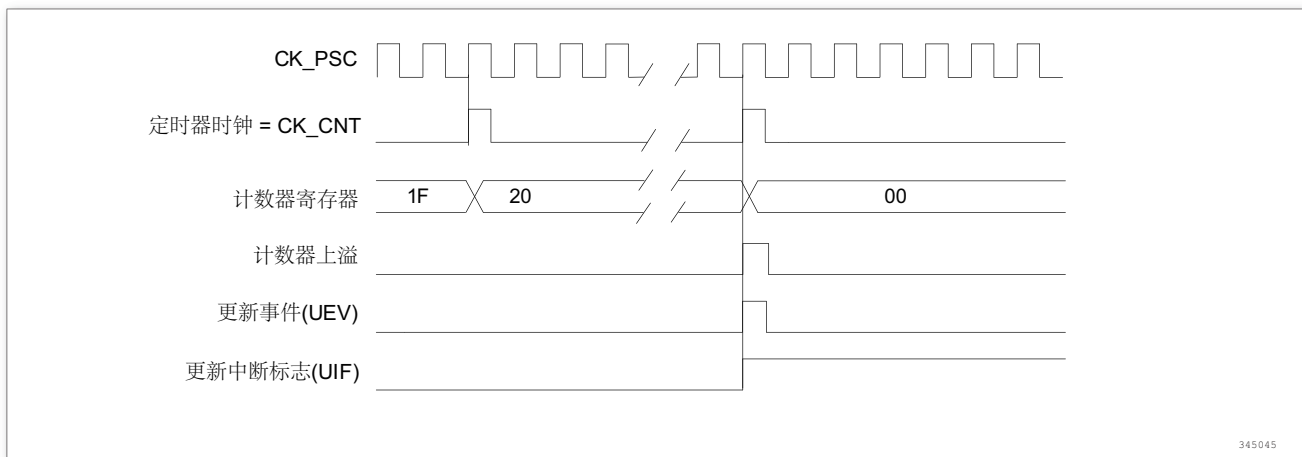 CK_PSC
定时器时钟 = CK_CNT
计数器寄存器 1F 20 00
计数器上溢
更新事件(UEV)
更新中断标志(UIF)
345045